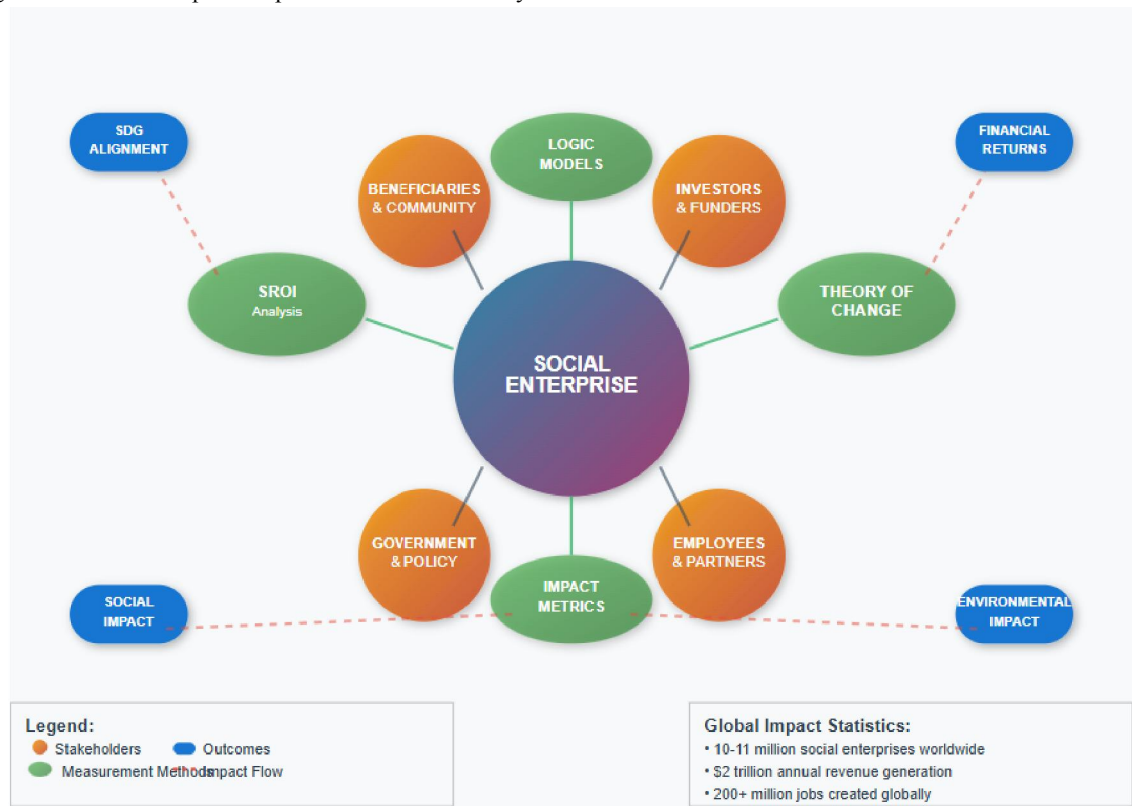 SDG
ALIGNMENT
FINANCIAL
RETURNS
LOGIC
MODELS
BENEFICIARIES
& COMMUNITY
INVESTORS
& FUNDERS
SROI
Analysis
THEORY OF
CHANGE
SOCIAL
ENTERPRISE
GOVERNMENT
& POLICY
EMPLOYEES
& PARTNERS
IMPACT
METRICS
SOCIAL
IMPACT
ENVIRONMENTAL
IMPACT
Legend:
Stakeholders
Outcomes
Measurement Methods
Impact Flow
Global Impact Statistics:
• 10-11 million social enterprises worldwide
• $2 trillion annual revenue generation
• 200+ million jobs created globally